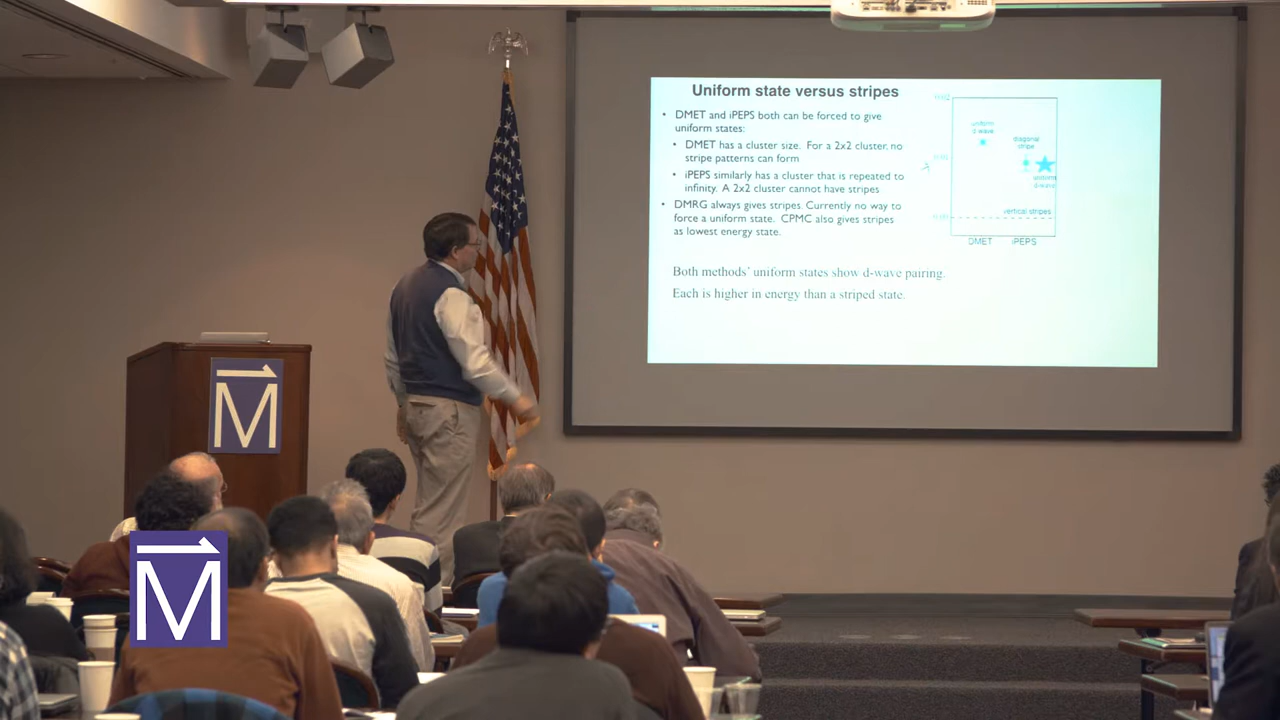 Uniform state versus stripes
• DMET and iPEPS both can be forced to give
uniform states:
• DMET has a cluster size. For a 2x2 cluster, no
stripe patterns can form
• iPEPS similarly has a cluster that is repeated to
infinity. A 2x2 cluster cannot have stripes
• DMRG always gives stripes. Currently no way to
force a uniform state. CPMC also gives stripes
as lowest energy state.
Both methods' uniform states show d-wave pairing.
Each is higher in energy than a striped state.
uniform
d-wave
diagonal
stripe
uniform
d-wave
vertical stripes
DMET iPEPS
M
M